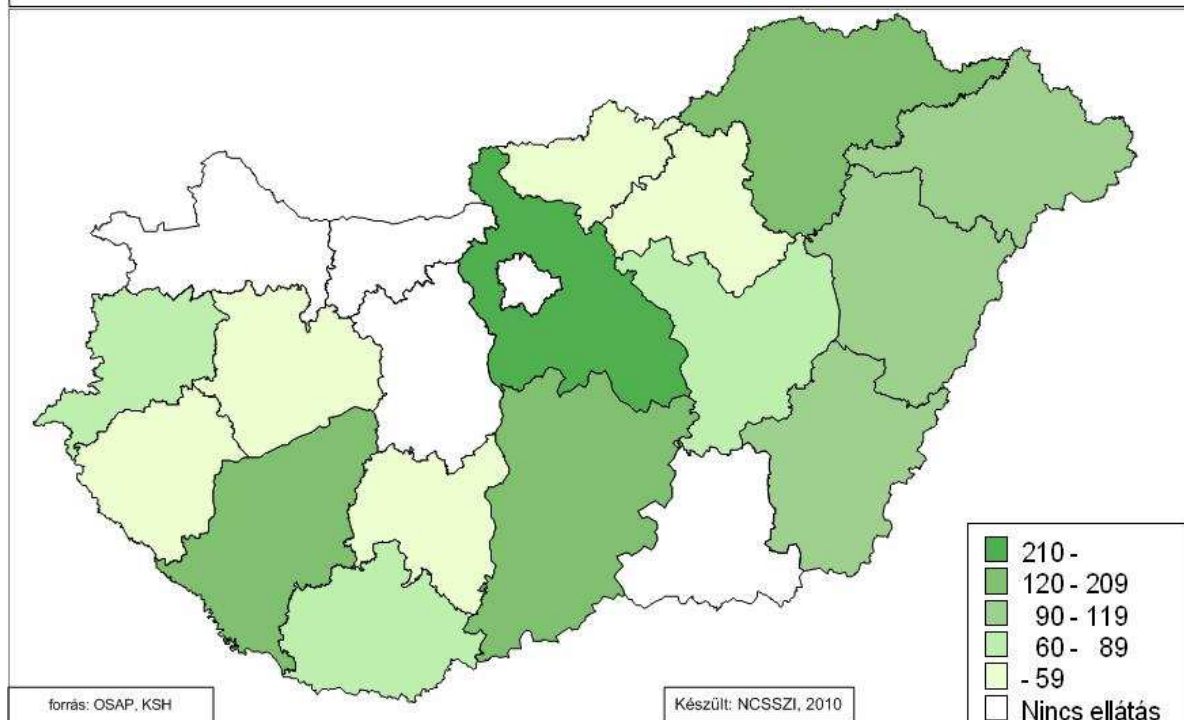 210 -
120 - 209
90 - 119
60 - 89
- 59
Nincs ellátás
forrás: OSAP, KSH
Készült: NCSSZI, 2010